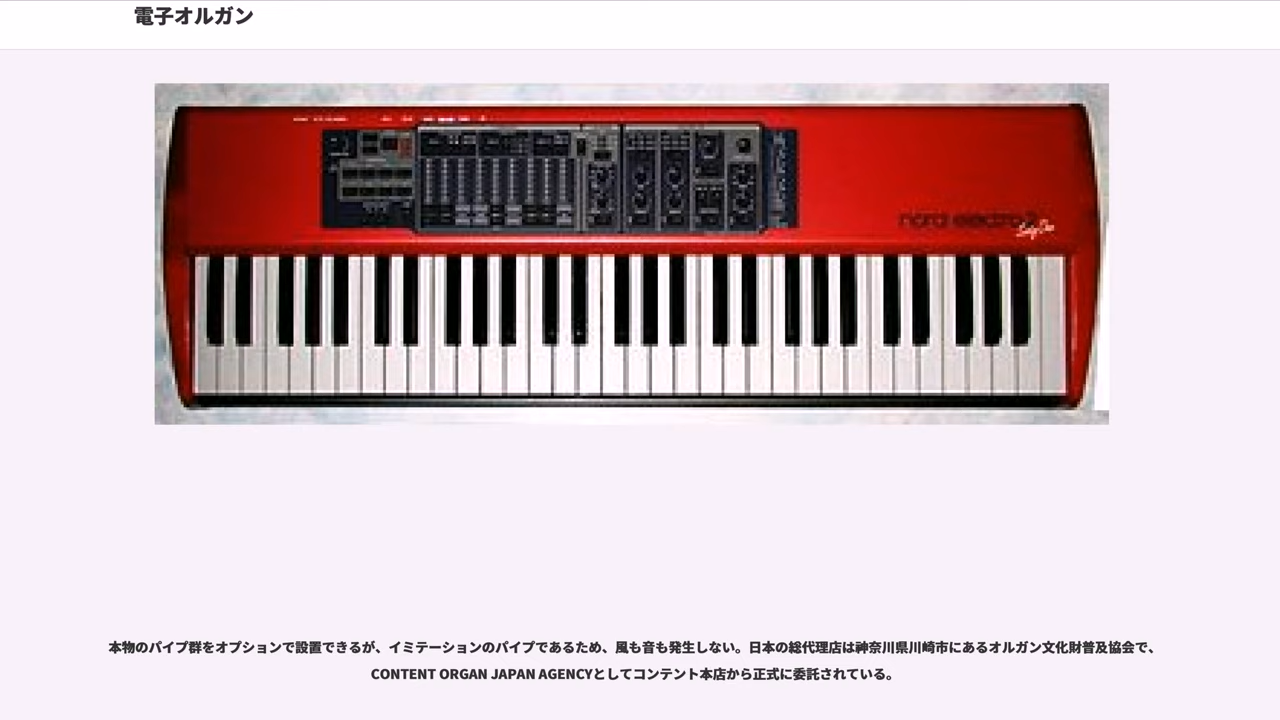 電子オルガン
nord electro 2
本物のパイプ群をオプションで設置できるが、イミテーションのパイプであるため、風も音も発生しない。日本の総代理店は神奈川県川崎市にあるオルガン文化財普及協会で、
CONTENT ORGAN JAPAN AGENCYとしてコンテント本店から正式に委託されている。